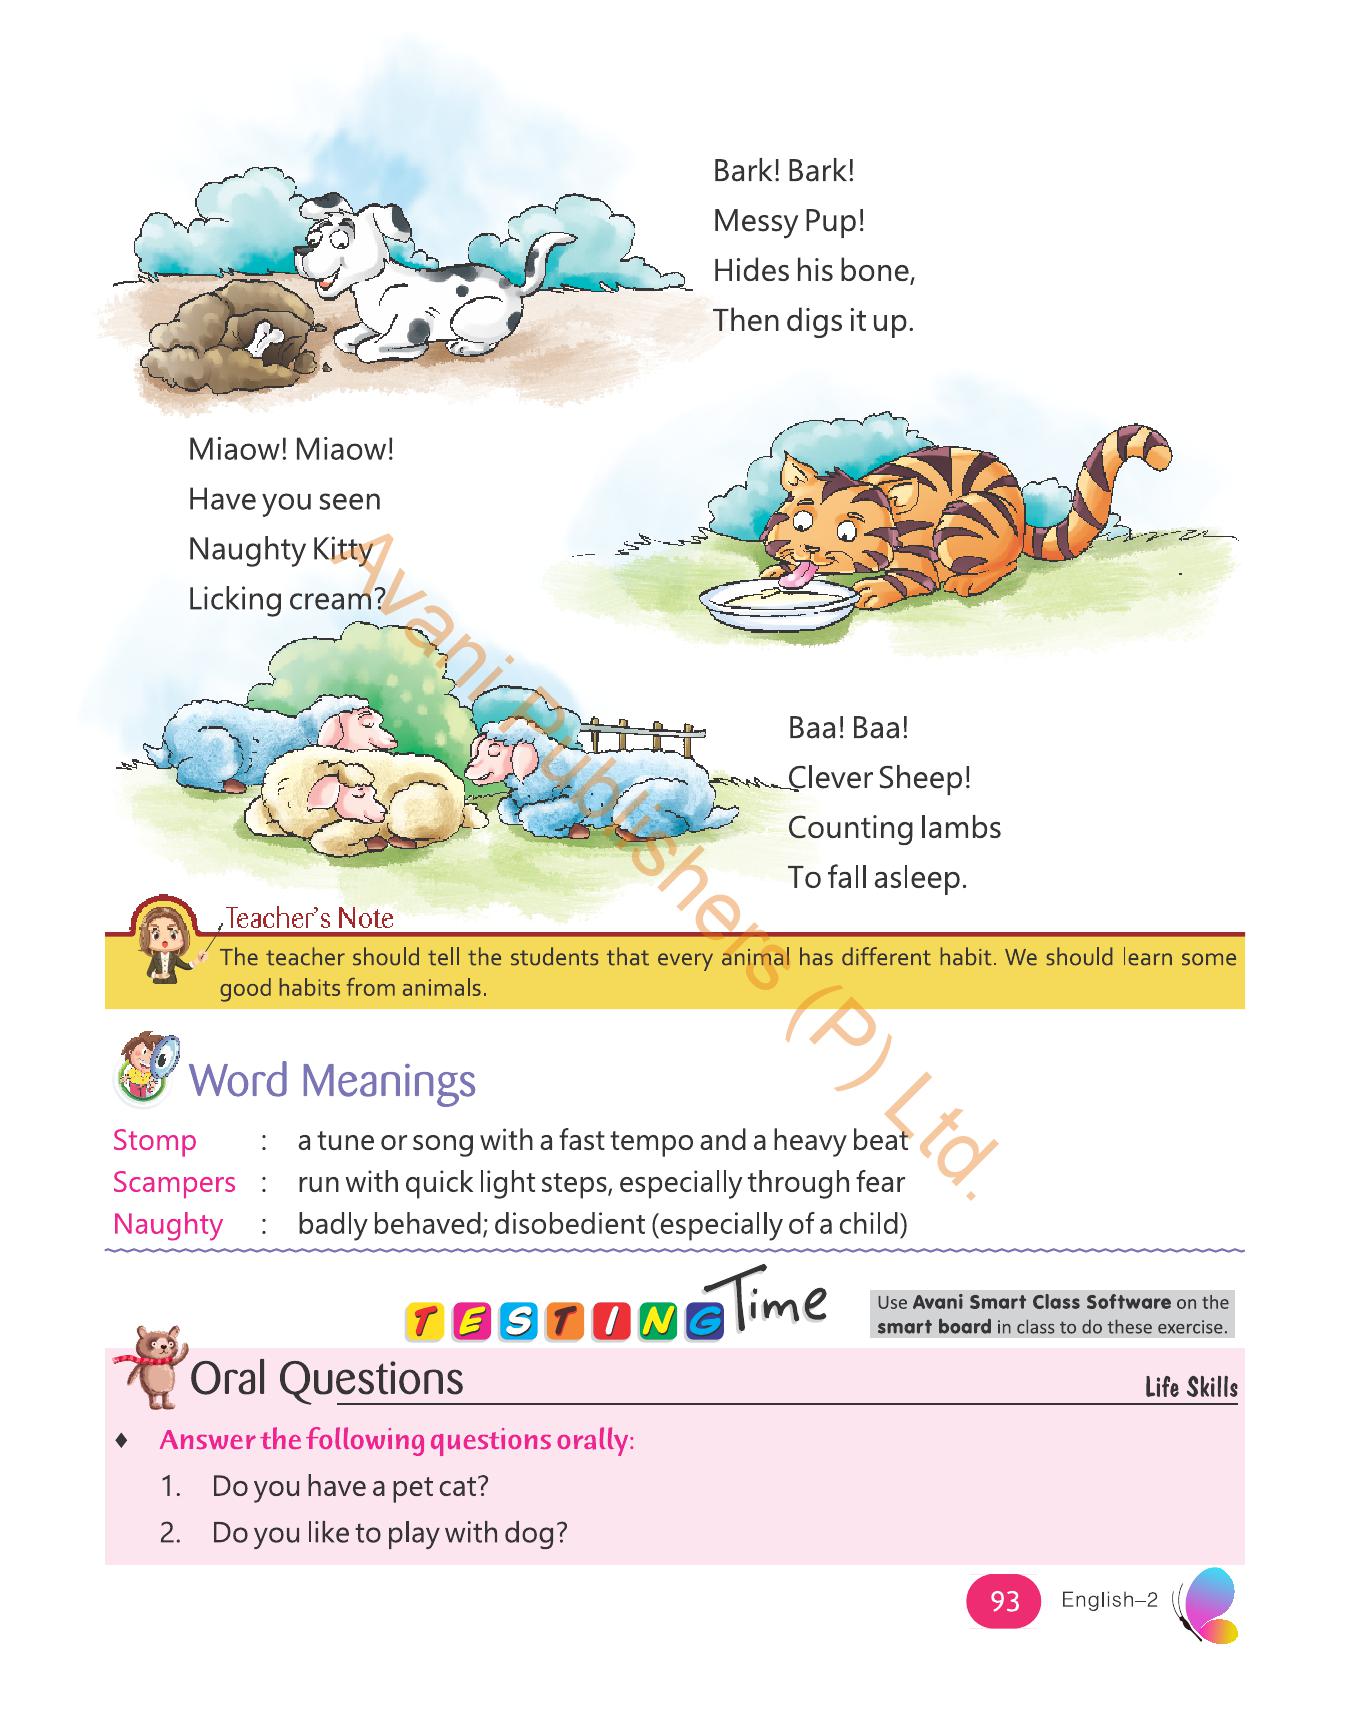 Bark! Bark!
Messy Pup!
Hides his bone,
Then digs it up.
Miaow! Miaow!
Have you seen
Naughty Kitty
Licking cream?
Baa! Baa!
Clever Sheep!
Counting lambs
To fall asleep.
Teacher's Note
The teacher should tell the students that every animal has different habit. We should learn some
good habits from animals.
Word Meanings
Stomp : a tune or song with a fast tempo and a heavy beat
Scampers : run with quick light steps, especially through fear
Naughty : badly behaved; disobedient (especially of a child)
TESTING Time
Use Avani Smart Class Software on the
smart board in class to do these exercise.
Oral Questions
Life Skills
♦ Answer the following questions orally:
1. Do you have a pet cat?
2. Do you like to play with dog?
93 English–2
Avani Publishers (P) Ltd.